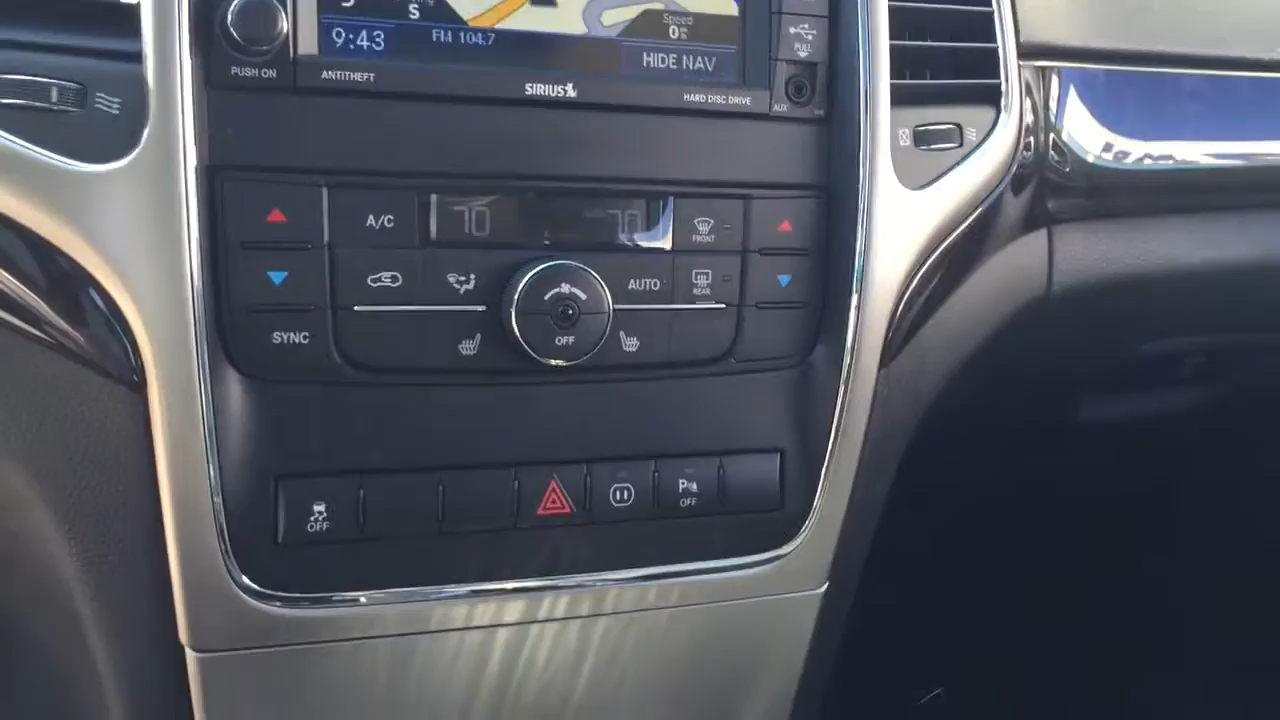 S
Speed
0
9:43
FM 104.7
HIDE NAV
PULL
PUSH ON
ANTITHEFT
SIRIUS
HARD DISC DRIVE
AUX
A/C
70
70
FRONT
AUTO
REAR
SYNC
OFF
OFF
P
OFF